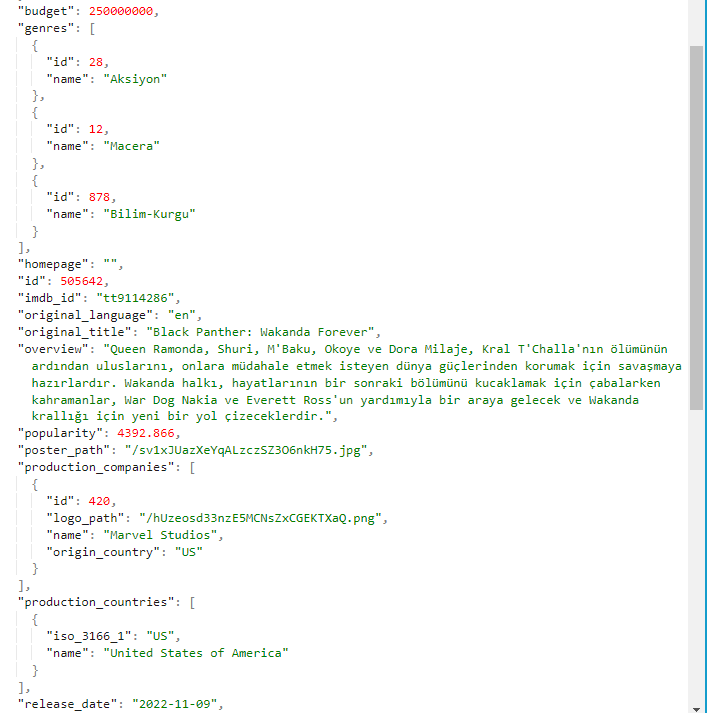 "budget": 250000000,
"genres": [
{
"id": 28,
"name": "Aksiyon"
},
{
"id": 12,
"name": "Macera"
},
{
"id": 878,
"name": "Bilim-Kurgu"
}
],
"homepage": "",
"id": 505642,
"imdb_id": "tt9114286",
"original_language": "en",
"original_title": "Black Panther: Wakanda Forever",
"overview": "Queen Ramonda, Shuri, M'Baku, Okoye ve Dora Milaje, Kral T'Challa'nın ölümünün
ardından uluslarını, onlara müdahale etmek isteyen dünya güçlerinden korumak için savaşmaya
hazırlardır. Wakanda halkı, hayatlarının bir sonraki bölümünü kucaklamak için çabalarken
kahramanlar, War Dog Nakia ve Everett Ross'un yardımıyla bir araya gelecek ve Wakanda
krallığı için yeni bir yol çizeceklerdir.",
"popularity": 4392.866,
"poster_path": "/sv1xJUazXeYqALzczSZ3O6nkH75.jpg",
"production_companies": [
{
"id": 420,
"logo_path": "/hUzeosd33nzE5MCNsZxCGEKTXaQ.png",
"name": "Marvel Studios",
"origin_country": "US"
}
],
"production_countries": [
{
"iso_3166_1": "US",
"name": "United States of America"
}
],
"release_date": "2022-11-09",